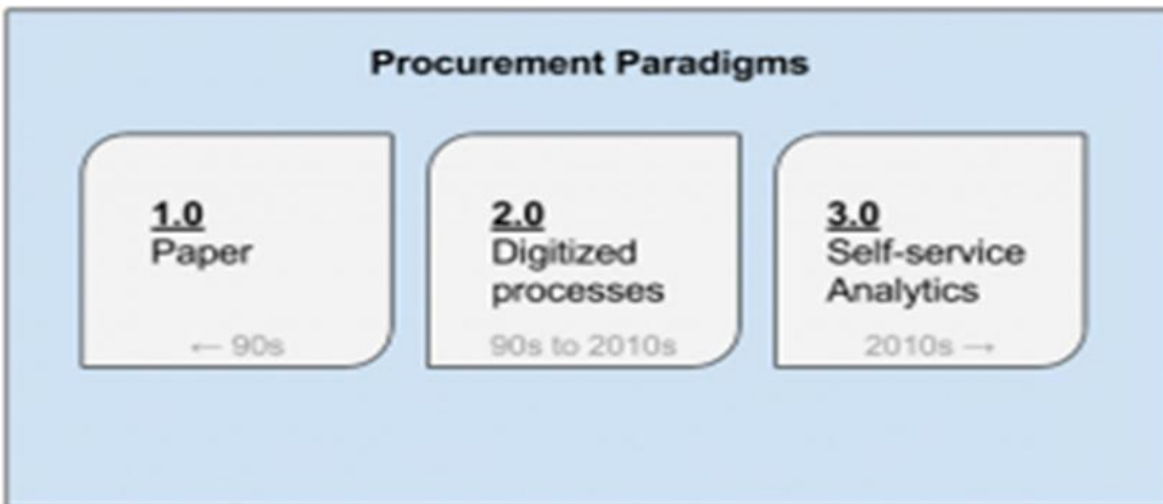 Procurement Paradigms
1.0
Paper
← 90s
2.0
Digitized
processes
90s to 2010s
3.0
Self-service
Analytics
2010s →